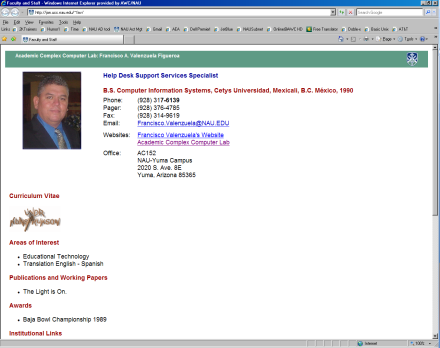 Faculty and Staff - Windows Internet Explorer provided by AWC/NAU
File Edit View Favorites Tools Help
Faculty and Staff
Academic Complex Computer Lab: Francisco A. Valenzuela Figueroa
Help Desk Support Services Specialist
B.S. Computer Information Systems, Cetys Universidad, Mexicali, B.C. México, 1990
Phone: (928) 317-6139
Pager: (928) 376-4785
Fax: (928) 314-9619
Email: Francisco.Valenzuela@NAU.EDU
Websites: Francisco Valenzuela's Website
Academic Complex Computer Lab
Office: AC152
NAU-Yuma Campus
2020 S. Ave. 8E
Yuma, Arizona 85365
Curriculum Vitae
Areas of Interest
• Educational Technology
• Translation English - Spanish
Publications and Working Papers
• The Light is On.
Awards
• Baja Bowl Championship 1989
Institutional Links
Internet
100%